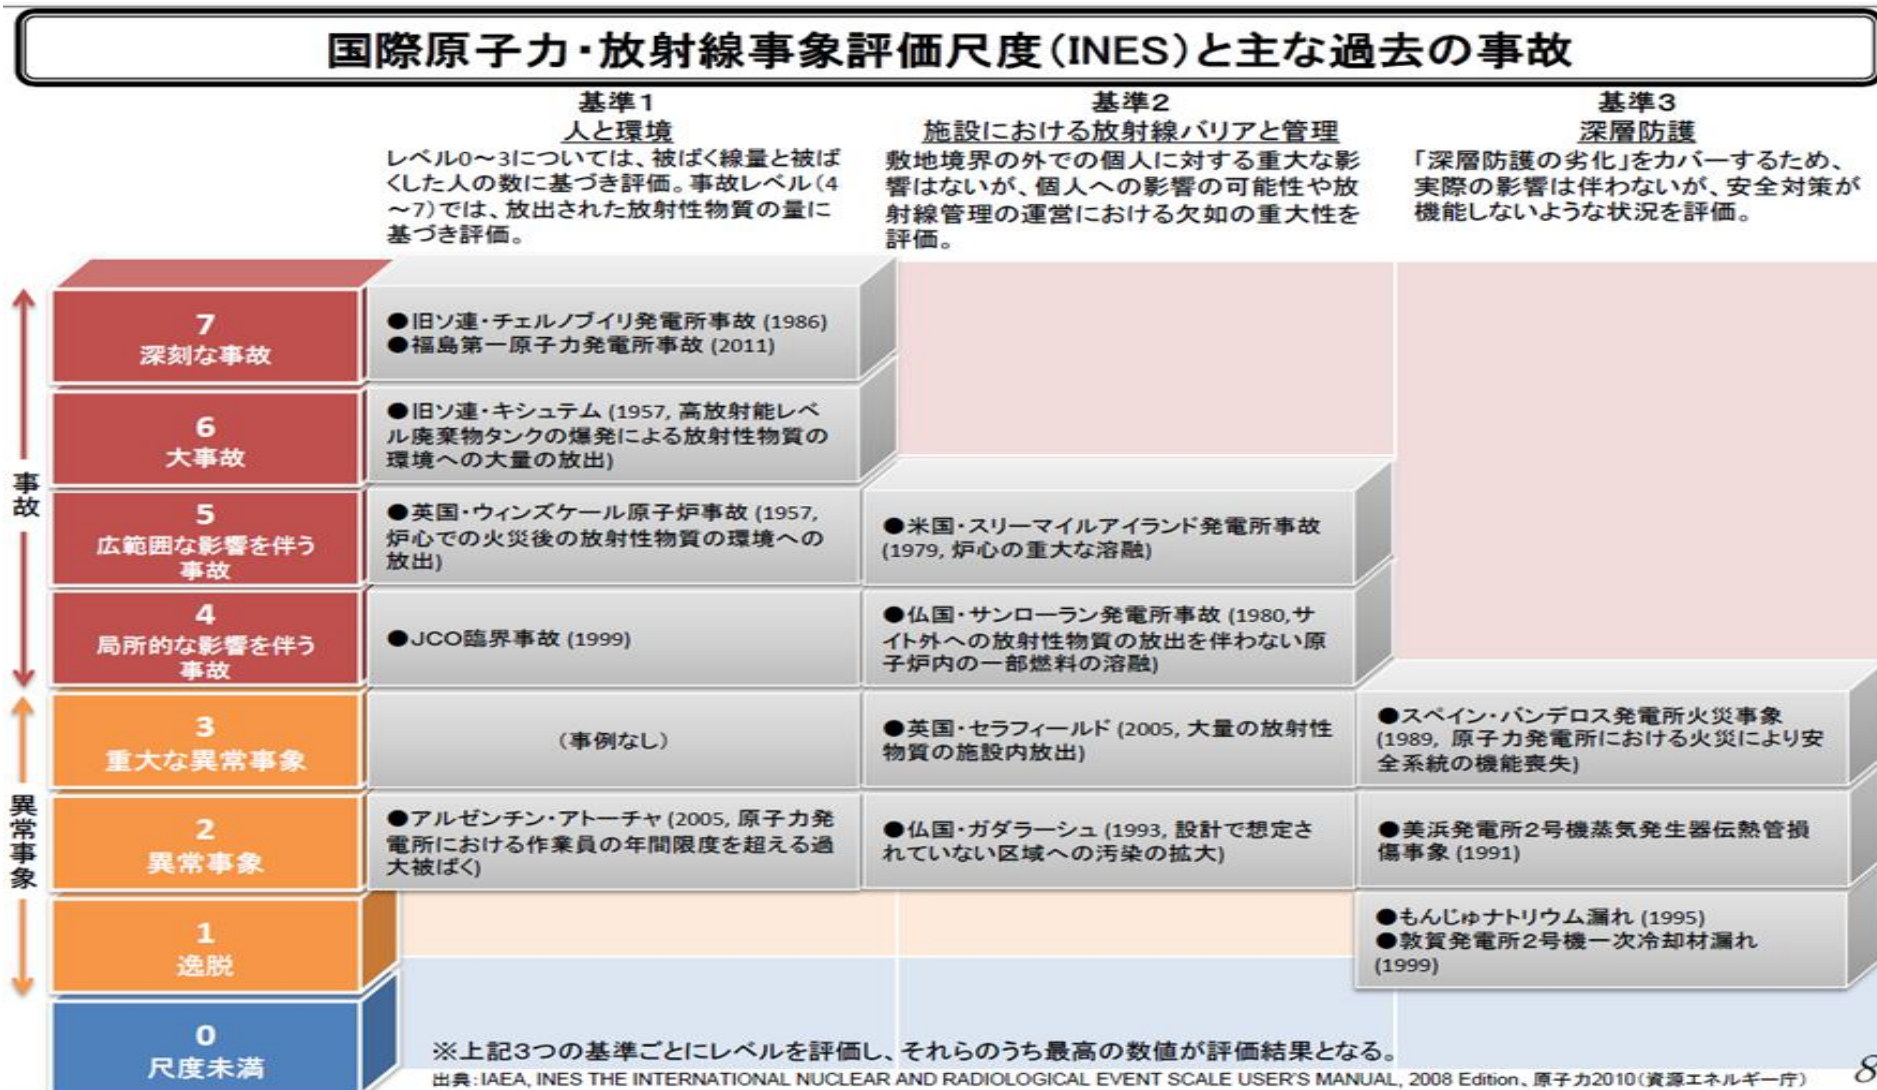 国際原子力・放射線事象評価尺度(INES)と主な過去の事故
基準1
人と環境
レベル0～3については、被ばく線量と被ば
くした人の数に基づき評価。事故レベル(4
～7)では、放出された放射性物質の量に
基づき評価。
基準2
施設における放射線バリアと管理
敷地境界の外での個人に対する重大な影
響はないが、個人への影響の可能性や放
射線管理の運営における欠如の重大性を
評価。
基準3
深層防護
「深層防護の劣化」をカバーするため、
実際の影響は伴わないが、安全対策が
機能しないような状況を評価。
事故
7
深刻な事故
●旧ソ連・チェルノブイリ発電所事故 (1986)
●福島第一原子力発電所事故 (2011)
6
大事故
●旧ソ連・キシュテム (1957, 高放射能レベ
ル廃棄物タンクの爆発による放射性物質の
環境への大量の放出)
5
広範囲な影響を伴う
事故
●英国・ウィンズケール原子炉事故 (1957,
炉心での火災後の放射性物質の環境への
放出)
●米国・スリーマイルアイランド発電所事故
(1979, 炉心の重大な溶融)
4
局所的な影響を伴う
事故
●JCO臨界事故 (1999)
●仏国・サンローラン発電所事故 (1980,サ
イト外への放射性物質の放出を伴わない原
子炉内の一部燃料の溶融)
異常事象
3
重大な異常事象
(事例なし)
●英国・セラフィールド (2005, 大量の放射性
物質の施設内放出)
●スペイン・バンデロス発電所火災事象
(1989, 原子力発電所における火災により安
全系統の機能喪失)
2
異常事象
●アルゼンチン・アトーチャ (2005, 原子力発
電所における作業員の年間限度を超える過
大被ばく)
●仏国・ガダラーシュ (1993, 設計で想定さ
れていない区域への汚染の拡大)
●美浜発電所2号機蒸気発生器伝熱管損
傷事象 (1991)
1
逸脱
●もんじゅナトリウム漏れ (1995)
●敦賀発電所2号機一次冷却材漏れ
(1999)
0
尺度未満
※上記3つの基準ごとにレベルを評価し、それらのうち最高の数値が評価結果となる。
出典:IAEA, INES THE INTERNATIONAL NUCLEAR AND RADIOLOGICAL EVENT SCALE USER'S MANUAL, 2008 Edition、原子力2010(資源エネルギー庁)
8